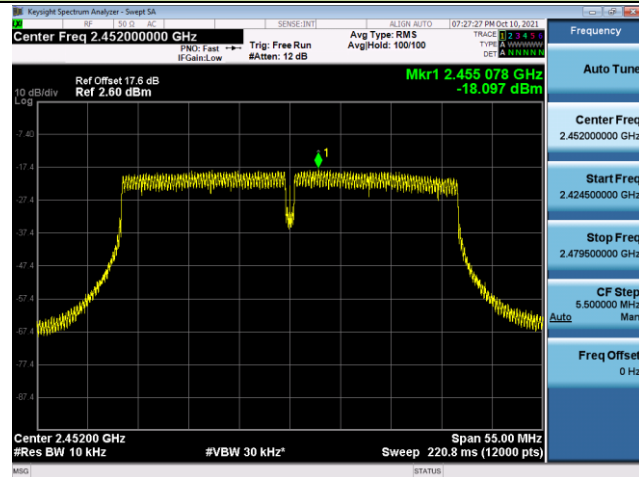 Keysight Spectrum Analyzer - Swept SA
RF 50 Ω AC SENSE:INT ALIGN AUTO 07:27:27 PM Oct 10, 2021
Center Freq 2.452000000 GHz
PNO: Fast
IFGain:Low
Trig: Free Run
#Atten: 12 dB
Avg Type: RMS
Avg|Hold: 100/100
TRACE 1 2 3 4 5 6
TYPE A WWWWW
DET A N N N N N
Mkr1 2.455 078 GHz
-18.097 dBm
Ref Offset 17.6 dB
10 dB/div Ref 2.60 dBm
Log
1
-7.40
-17.4
-27.4
-37.4
-47.4
-57.4
-67.4
-77.4
-87.4
Center 2.45200 GHz Span 55.00 MHz
#Res BW 10 kHz #VBW 30 kHz* Sweep 220.8 ms (12000 pts)
MSG STATUS
Frequency
Auto Tune
Center Freq
2.452000000 GHz
Start Freq
2.424500000 GHz
Stop Freq
2.479500000 GHz
CF Step
5.500000 MHz
Auto Man
Freq Offset
0 Hz